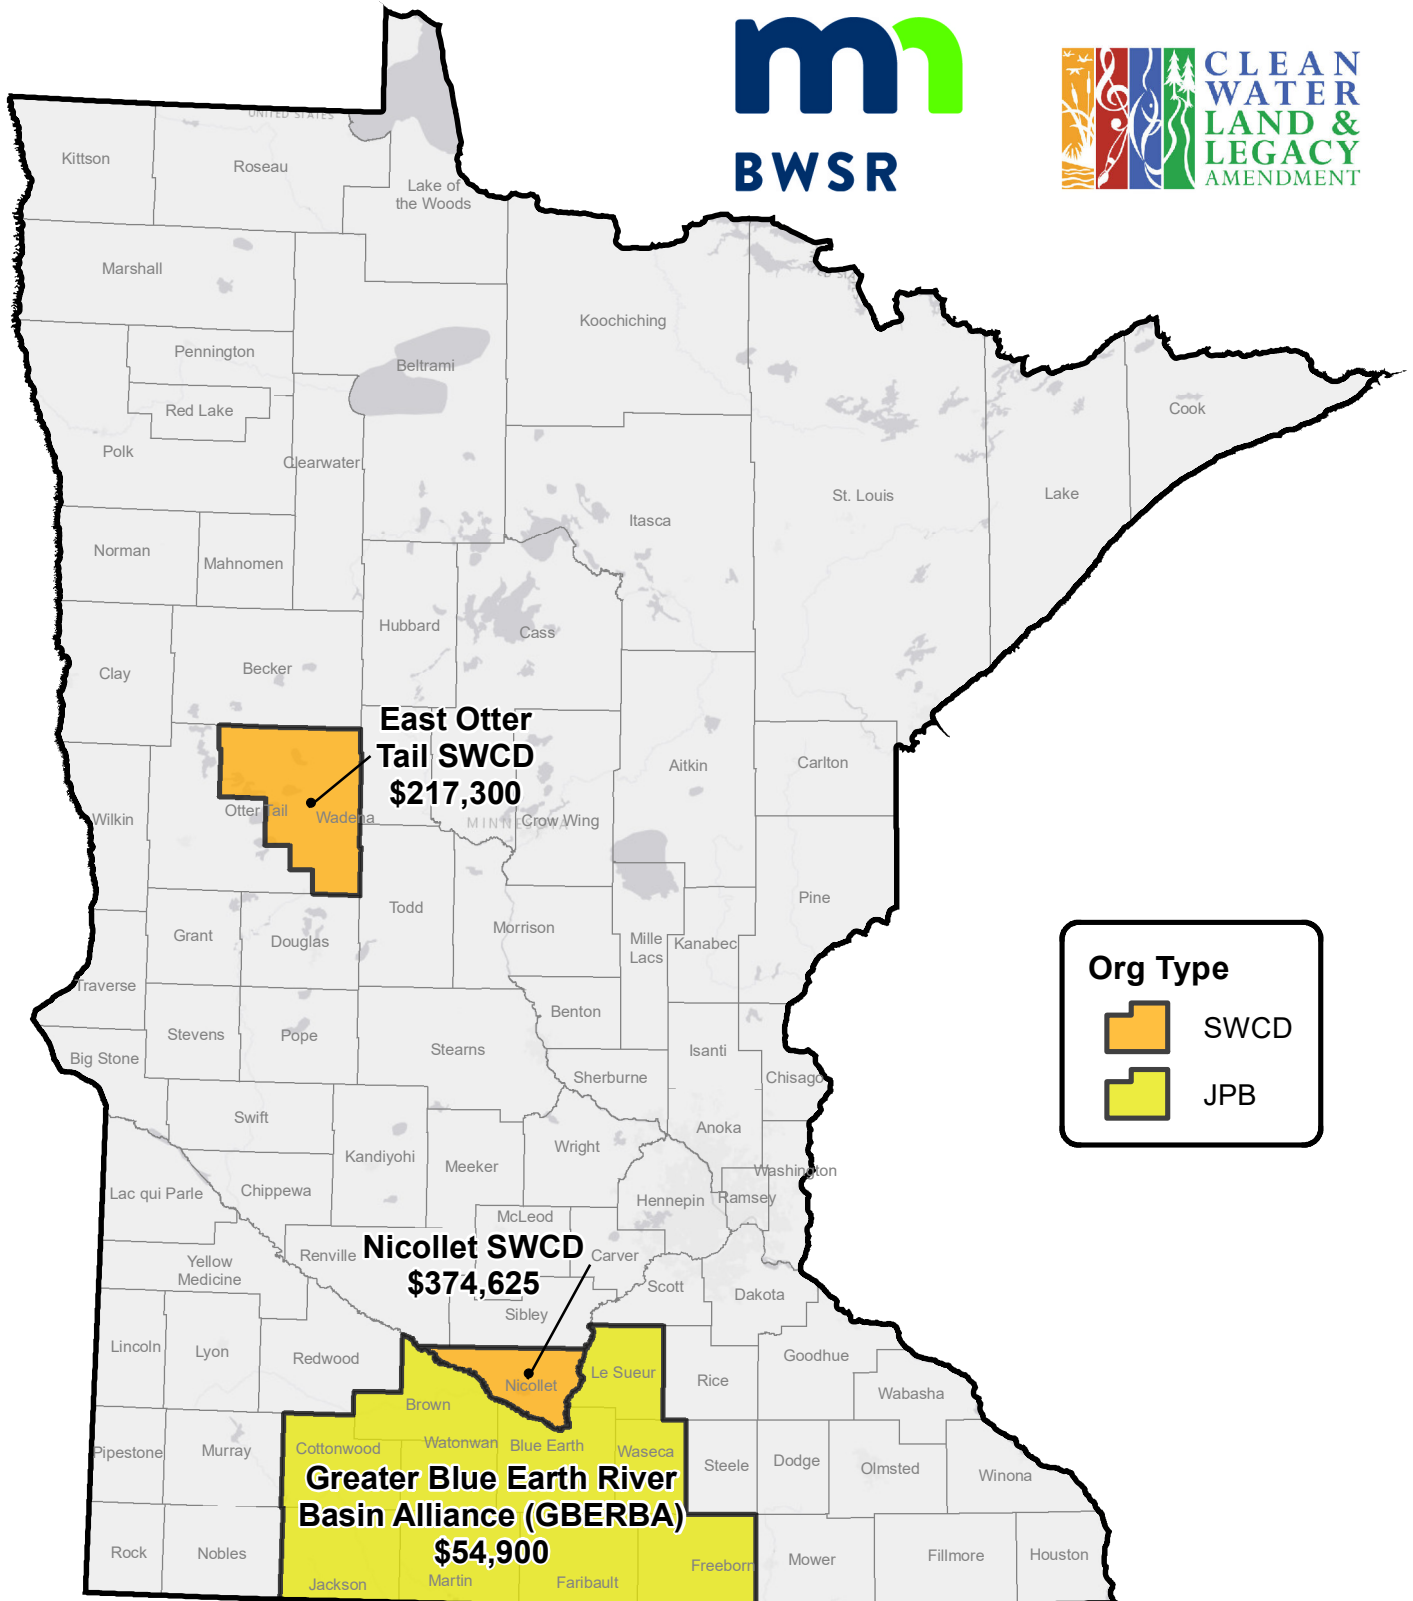 mn
BWSR
CLEAN
WATER
LAND &
LEGACY
AMENDMENT
UNITED STATES
Kittson
Roseau
Lake of
the Woods
Marshall
Koochiching
Pennington
Beltrami
Red Lake
Cook
Polk
Clearwater
St. Louis
Lake
Itasca
Norman
Mahnomen
Hubbard
Cass
Clay
Becker
East Otter
Tail SWCD
$217,300
Aitkin
Carlton
Otter Tail
Wadena
Wilkin
MINNESOTA
Crow Wing
Pine
Todd
Morrison
Grant
Douglas
Mille
Lacs
Kanabec
Org Type
SWCD
JPB
Traverse
Benton
Stevens
Pope
Stearns
Isanti
Big Stone
Sherburne
Chisago
Swift
Anoka
Wright
Kandiyohi
Meeker
Washington
Lac qui Parle
Chippewa
Hennepin
Ramsey
McLeod
Renville
Nicollet SWCD
$374,625
Carver
Yellow
Medicine
Scott
Dakota
Sibley
Lincoln
Lyon
Redwood
Goodhue
Le Sueur
Rice
Nicollet
Wabasha
Brown
Pipestone
Murray
Cottonwood
Watonwan
Blue Earth
Waseca
Steele
Dodge
Olmsted
Winona
Greater Blue Earth River
Basin Alliance (GBERBA)
$54,900
Rock
Nobles
Jackson
Martin
Faribault
Freeborn
Mower
Fillmore
Houston